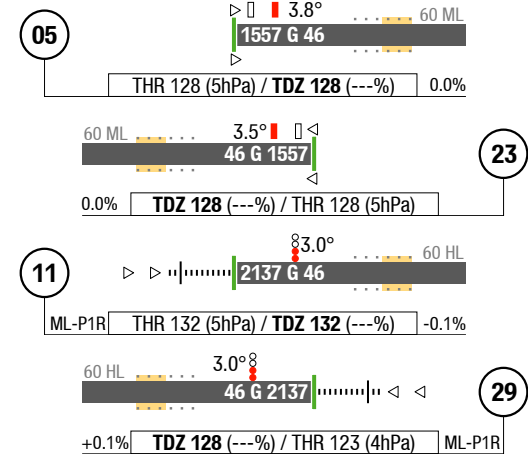 3.8° 60 ML
05 1557 G 46
THR 128 (5hPa) / TDZ 128 (---%) 0.0%
60 ML 3.5°
46 G 1557 23
0.0% TDZ 128 (---%) / THR 128 (5hPa)
3.0° 60 HL
11 2137 G 46
ML-P1R THR 132 (5hPa) / TDZ 132 (---%) -0.1%
60 HL 3.0°
46 G 2137 29
+0.1% TDZ 128 (---%) / THR 123 (4hPa) ML-P1R